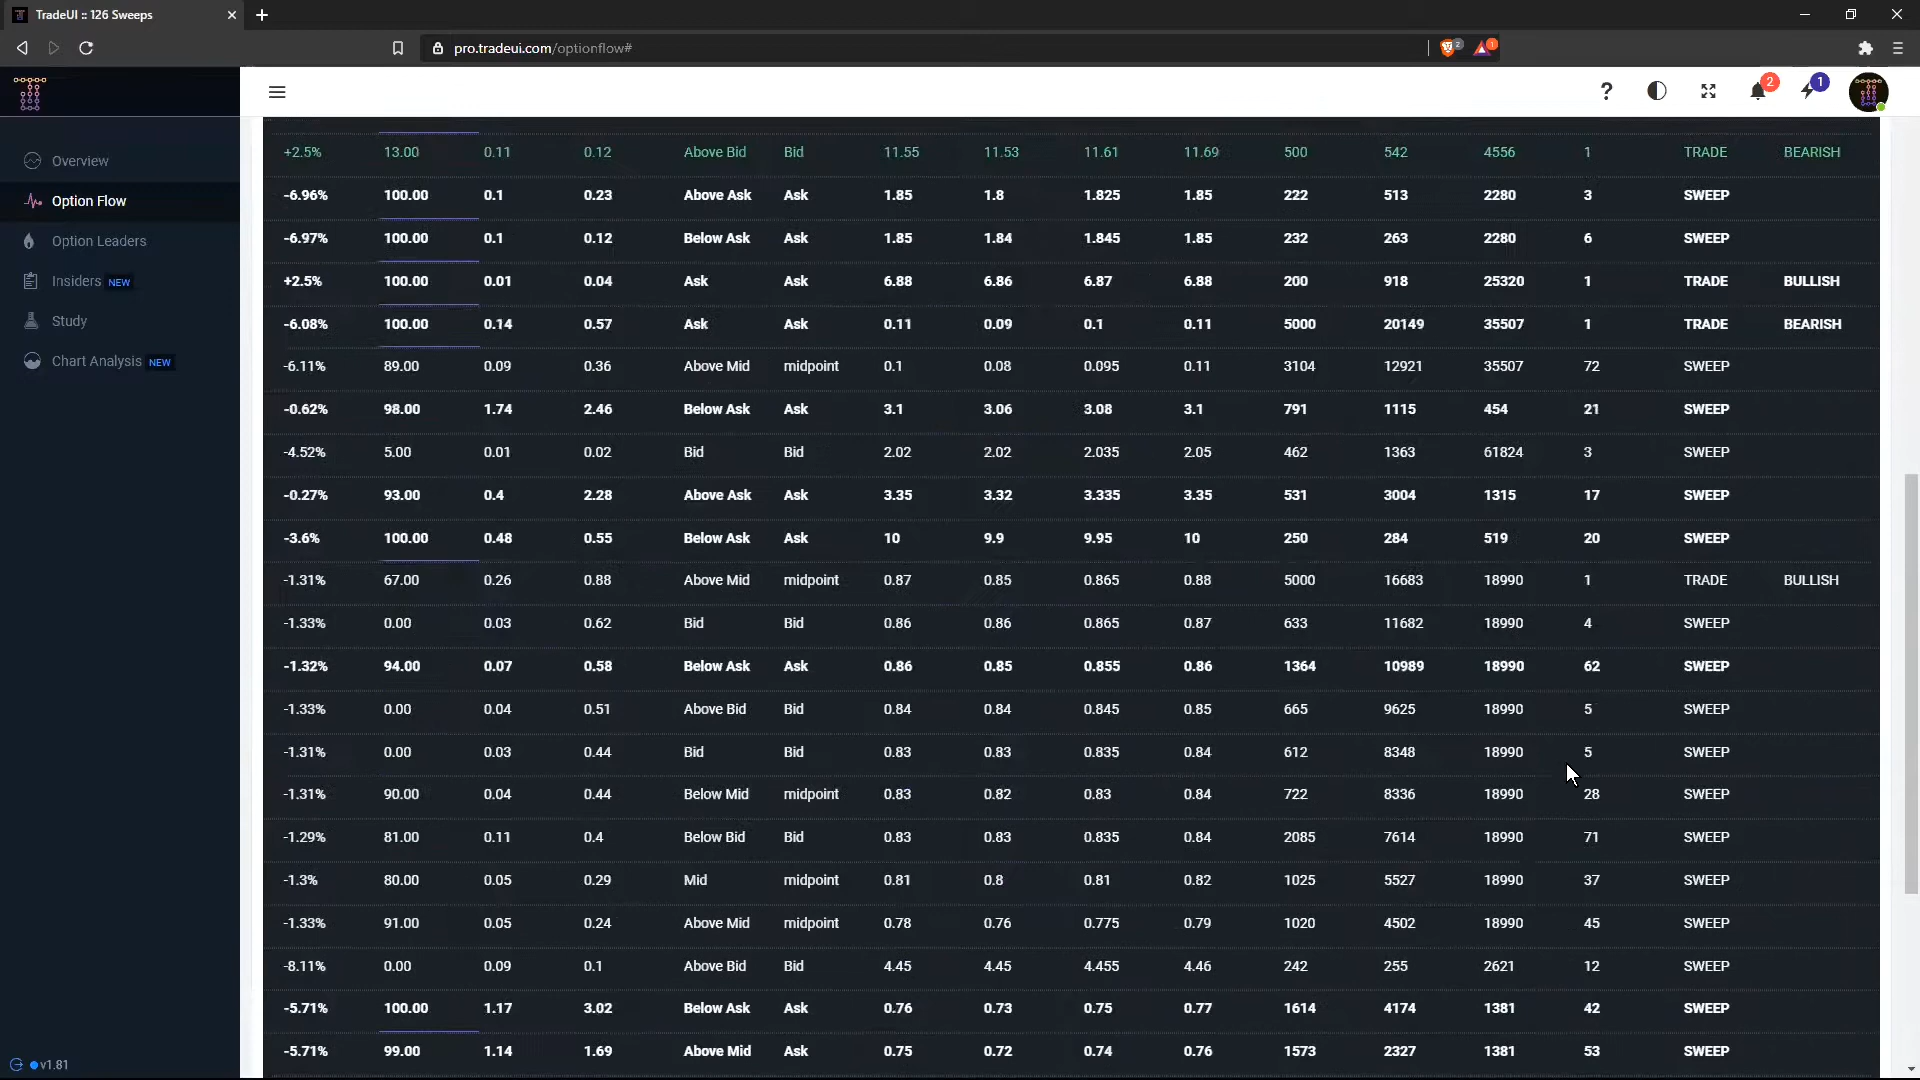 TradeUI :: 126 Sweeps
pro.tradeui.com/optionflow#
2
1
2
1
Overview
Option Flow
Option Leaders
Insiders NEW
Study
Chart Analysis NEW
v1.81
+2.5% 13.00 0.11 0.12 Above Bid Bid 11.55 11.53 11.61 11.69 500 542 4556 1 TRADE BEARISH
-6.96% 100.00 0.1 0.23 Above Ask Ask 1.85 1.8 1.825 1.85 222 513 2280 3 SWEEP
-6.97% 100.00 0.1 0.12 Below Ask Ask 1.85 1.84 1.845 1.85 232 263 2280 6 SWEEP
+2.5% 100.00 0.01 0.04 Ask Ask 6.88 6.86 6.87 6.88 200 918 25320 1 TRADE BULLISH
-6.08% 100.00 0.14 0.57 Ask Ask 0.11 0.09 0.1 0.11 5000 20149 35507 1 TRADE BEARISH
-6.11% 89.00 0.09 0.36 Above Mid midpoint 0.1 0.08 0.095 0.11 3104 12921 35507 72 SWEEP
-0.62% 98.00 1.74 2.46 Below Ask Ask 3.1 3.06 3.08 3.1 791 1115 454 21 SWEEP
-4.52% 5.00 0.01 0.02 Bid Bid 2.02 2.02 2.035 2.05 462 1363 61824 3 SWEEP
-0.27% 93.00 0.4 2.28 Above Ask Ask 3.35 3.32 3.335 3.35 531 3004 1315 17 SWEEP
-3.6% 100.00 0.48 0.55 Below Ask Ask 10 9.9 9.95 10 250 284 519 20 SWEEP
-1.31% 67.00 0.26 0.88 Above Mid midpoint 0.87 0.85 0.865 0.88 5000 16683 18990 1 TRADE BULLISH
-1.33% 0.00 0.03 0.62 Bid Bid 0.86 0.86 0.865 0.87 633 11682 18990 4 SWEEP
-1.32% 94.00 0.07 0.58 Below Ask Ask 0.86 0.85 0.855 0.86 1364 10989 18990 62 SWEEP
-1.33% 0.00 0.04 0.51 Above Bid Bid 0.84 0.84 0.845 0.85 665 9625 18990 5 SWEEP
-1.31% 0.00 0.03 0.44 Bid Bid 0.83 0.83 0.835 0.84 612 8348 18990 5 SWEEP
-1.31% 90.00 0.04 0.44 Below Mid midpoint 0.83 0.82 0.83 0.84 722 8336 18990 28 SWEEP
-1.29% 81.00 0.11 0.4 Below Bid Bid 0.83 0.83 0.835 0.84 2085 7614 18990 71 SWEEP
-1.3% 80.00 0.05 0.29 Mid midpoint 0.81 0.8 0.81 0.82 1025 5527 18990 37 SWEEP
-1.33% 91.00 0.05 0.24 Above Mid midpoint 0.78 0.76 0.775 0.79 1020 4502 18990 45 SWEEP
-8.11% 0.00 0.09 0.1 Above Bid Bid 4.45 4.45 4.455 4.46 242 255 2621 12 SWEEP
-5.71% 100.00 1.17 3.02 Below Ask Ask 0.76 0.73 0.75 0.77 1614 4174 1381 42 SWEEP
-5.71% 99.00 1.14 1.69 Above Mid Ask 0.75 0.72 0.74 0.76 1573 2327 1381 53 SWEEP